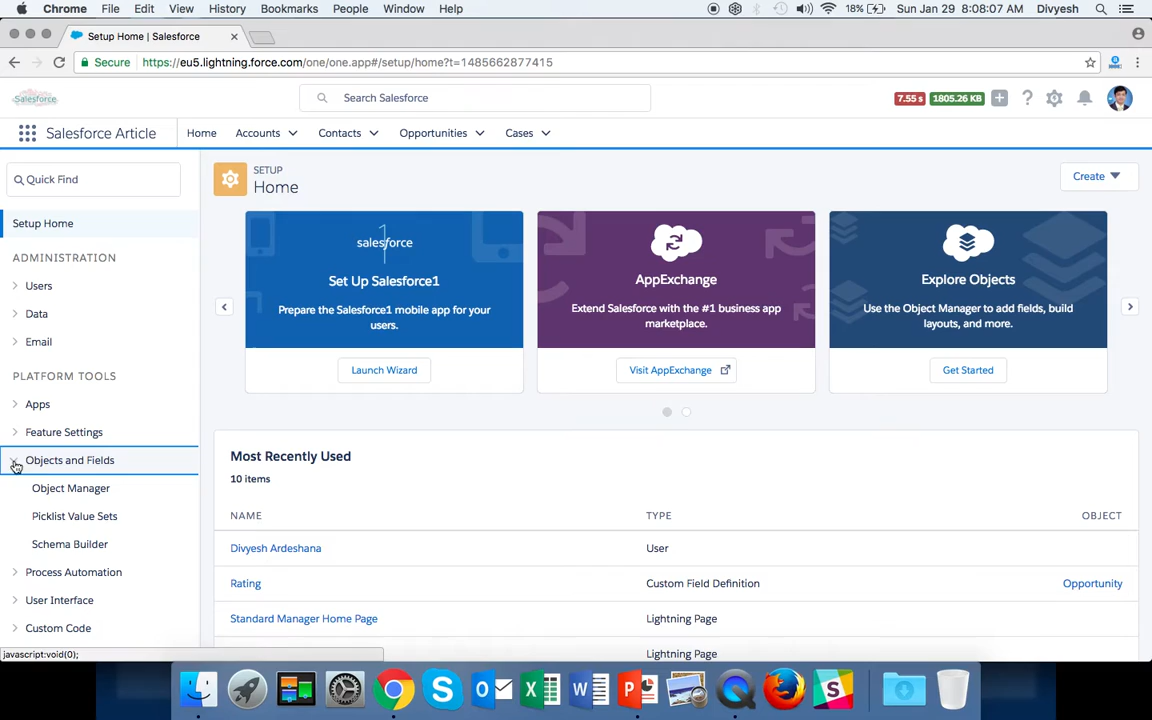 Chrome File Edit View History Bookmarks People Window Help 18% Sun Jan 29 8:08:07 AM Divyesh
Setup Home | Salesforce
Secure https://eu5.lightning.force.com/one/one.app#/setup/home?t=1485662877415
Salesforce Search Salesforce 7.55 s 1805.26 KB
Salesforce Article Home Accounts Contacts Opportunities Cases
Quick Find
Setup Home
ADMINISTRATION
Users
Data
Email
PLATFORM TOOLS
Apps
Feature Settings
Objects and Fields
Object Manager
Picklist Value Sets
Schema Builder
Process Automation
User Interface
Custom Code
javascript:void(0);
SETUP
Home
Create
salesforce
Set Up Salesforce1
Prepare the Salesforce1 mobile app for your
users.
Launch Wizard
AppExchange
Extend Salesforce with the #1 business app
marketplace.
Visit AppExchange
Explore Objects
Use the Object Manager to add fields, build
layouts, and more.
Get Started
Most Recently Used
10 items
NAME TYPE OBJECT
Divyesh Ardeshana User
Rating Custom Field Definition Opportunity
Standard Manager Home Page Lightning Page
Lightning Page